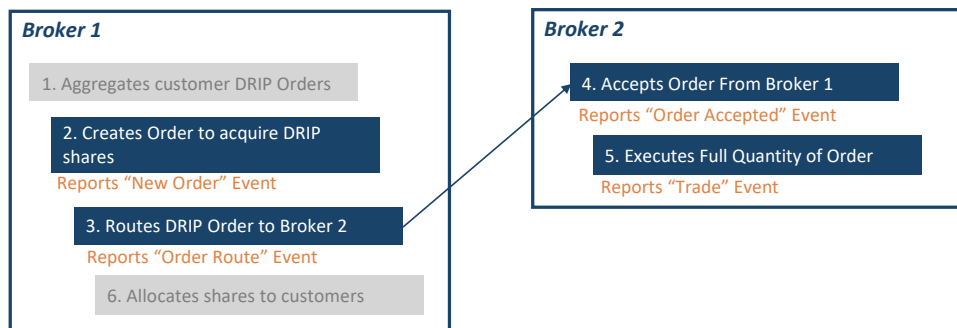 Broker 1
1. Aggregates customer DRIP Orders
2. Creates Order to acquire DRIP
shares
Reports “New Order” Event
3. Routes DRIP Order to Broker 2
Reports “Order Route” Event
6. Allocates shares to customers
Broker 2
4. Accepts Order From Broker 1
Reports “Order Accepted” Event
5. Executes Full Quantity of Order
Reports “Trade” Event